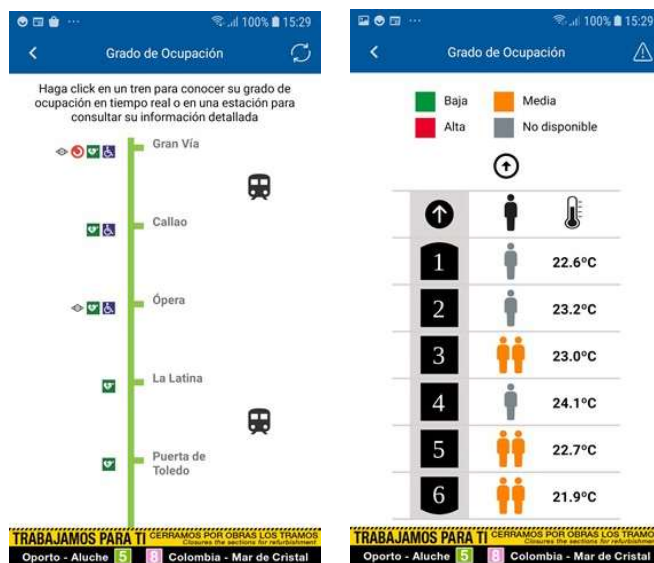 100% 15:29
Grado de Ocupación
Haga click en un tren para conocer su grado de
ocupación en tiempo real o en una estación para
consultar su información detallada
Gran Vía
Callao
Ópera
La Latina
Puerta de
Toledo
TRABAJAMOS PARA TI CERRAMOS POR OBRAS LOS TRAMOS
Closures the sections for refurbishment
Oporto - Aluche 5 8 Colombia - Mar de Cristal
100% 15:29
Grado de Ocupación
Baja Media
Alta No disponible
1 22.6ºC
2 23.2ºC
3 23.0ºC
4 24.1ºC
5 22.7ºC
6 21.9ºC
TRABAJAMOS PARA TI CERRAMOS POR OBRAS LOS TRAMO
Closures the sections for refurbishmen
Oporto - Aluche 5 8 Colombia - Mar de Cristal